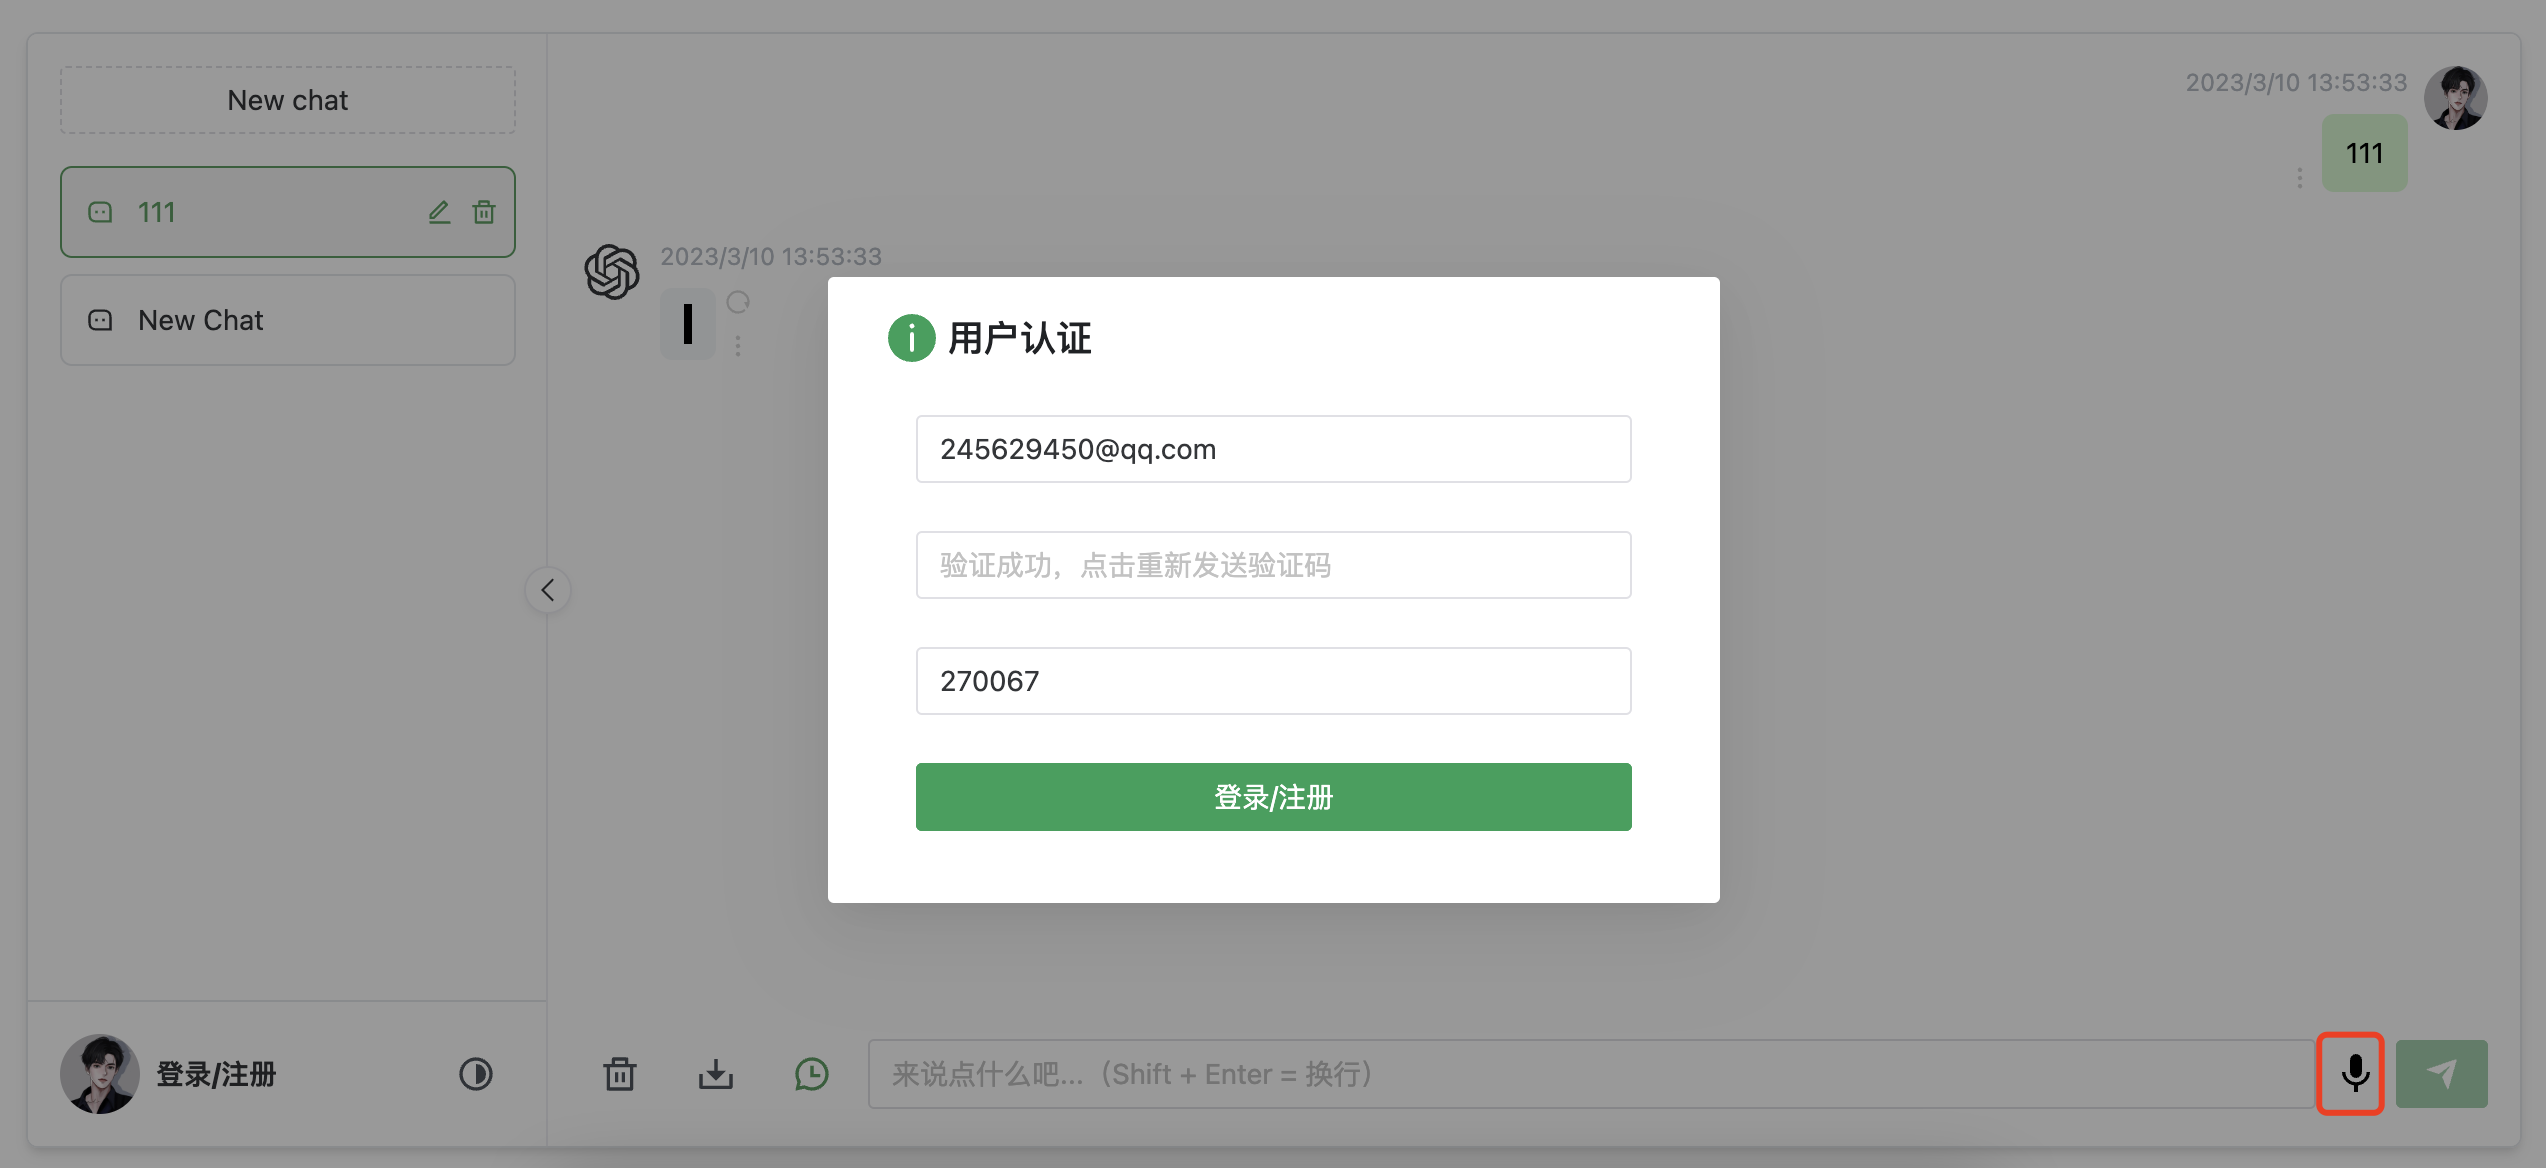 New chat
111
New Chat
登录/注册
2023/3/10 13:53:33
111
2023/3/10 13:53:33
用户认证
245629450@qq.com
验证成功，点击重新发送验证码
270067
登录/注册
来说点什么吧...（Shift + Enter = 换行）